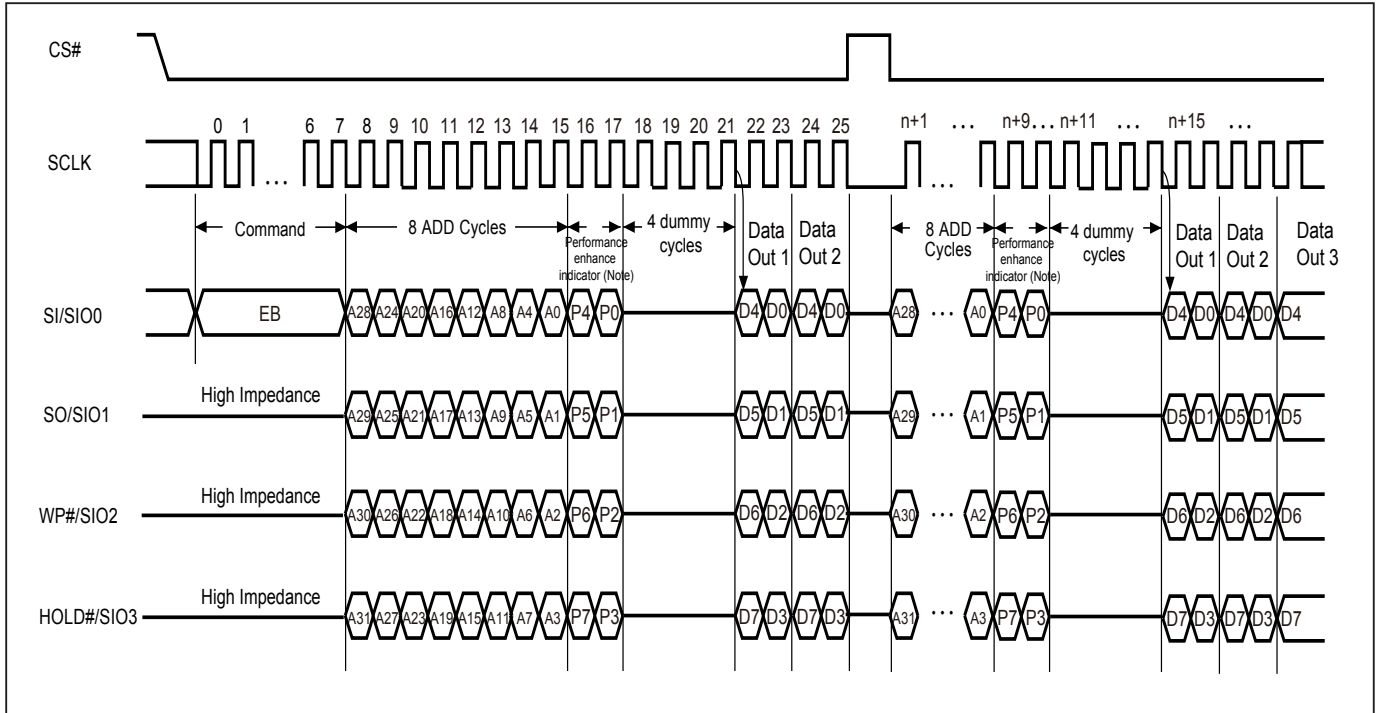 CS#
0 1 6 7 8 9 10 11 12 13 14 15 16 17 18 19 20 21 22 23 24 25 n+1 ... n+9... n+11 ... n+15 ...
SCLK ... ...
Command 8 ADD Cycles Performance enhance indicator (Note) 4 dummy cycles Data Out 1 Data Out 2 8 ADD Cycles Performance enhance indicator (Note) 4 dummy cycles Data Out 1 Data Out 2 Data Out 3
SI/SIO0 EB A28 A24 A20 A16 A12 A8 A4 A0 P4 P0 D4 D0 D4 D0 A28 ... A0 P4 P0 D4 D0 D4 D0 D4
High Impedance
SO/SIO1 A29 A25 A21 A17 A13 A9 A5 A1 P5 P1 D5 D1 D5 D1 A29 ... A1 P5 P1 D5 D1 D5 D1 D5
High Impedance
WP#/SIO2 A30 A26 A22 A18 A14 A10 A6 A2 P6 P2 D6 D2 D6 D2 A30 ... A2 P6 P2 D6 D2 D6 D2 D6
High Impedance
HOLD#/SIO3 A31 A27 A23 A19 A15 A11 A7 A3 P7 P3 D7 D3 D7 D3 A31 ... A3 P7 P3 D7 D3 D7 D3 D7